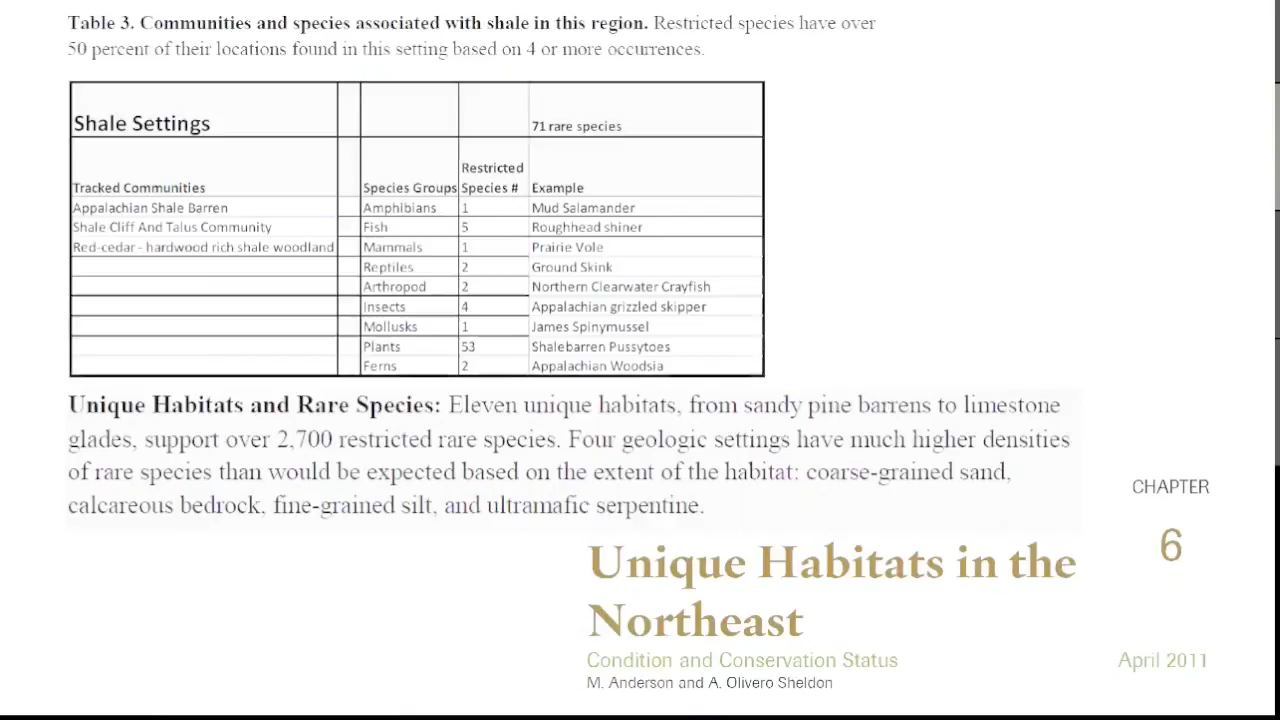 Table 3. Communities and species associated with shale in this region. Restricted species have over
50 percent of their locations found in this setting based on 4 or more occurrences.
Shale Settings 71 rare species
Restricted
Tracked Communities Species Groups Species # Example
Appalachian Shale Barren Amphibians 1 Mud Salamander
Shale Cliff And Talus Community Fish 5 Roughhead shiner
Red-cedar - hardwood rich shale woodland Mammals 1 Prairie Vole
Reptiles 2 Ground Skink
Arthropod 2 Northern Clearwater Crayfish
Insects 4 Appalachian grizzled skipper
Mollusks 1 James Spinymussel
Plants 53 Shalebarren Pussytoes
Ferns 2 Appalachian Woodsia
Unique Habitats and Rare Species: Eleven unique habitats, from sandy pine barrens to limestone
glades, support over 2,700 restricted rare species. Four geologic settings have much higher densities
of rare species than would be expected based on the extent of the habitat: coarse-grained sand,
calcareous bedrock, fine-grained silt, and ultramafic serpentine.
CHAPTER
6
Unique Habitats in the
Northeast
Condition and Conservation Status April 2011
M. Anderson and A. Olivero Sheldon